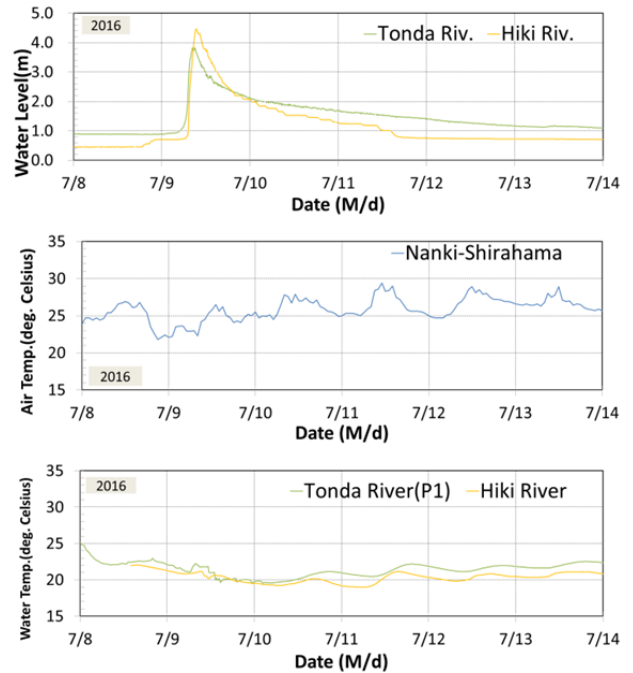 5.0
4.0
3.0
2.0
1.0
0.0
Water Level(m)
2016
Tonda Riv.
Hiki Riv.
7/8 7/9 7/10 7/11 7/12 7/13 7/14
Date (M/d)
35
30
25
20
15
Air Temp.(deg. Celsius)
Nanki-Shirahama
2016
7/8 7/9 7/10 7/11 7/12 7/13 7/14
Date (M/d)
35
30
25
20
15
Water Temp.(deg. Celsius)
2016
Tonda River(P1)
Hiki River
7/8 7/9 7/10 7/11 7/12 7/13 7/14
Date (M/d)